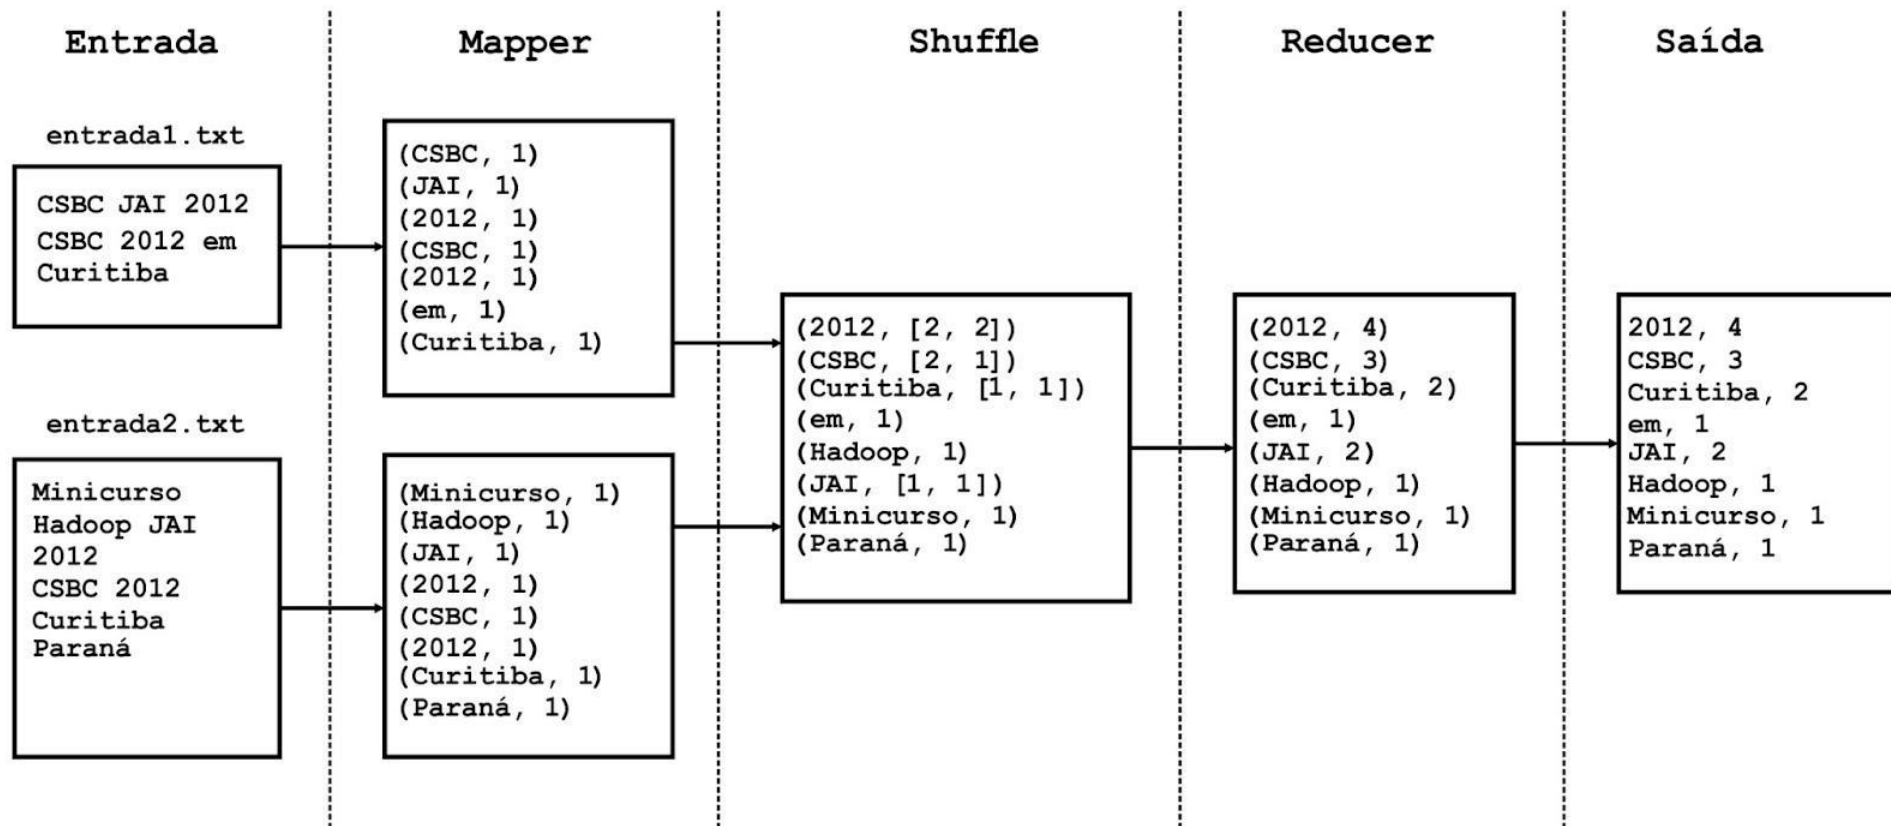 Entrada
Mapper
Shuffle
Reducer
Saída
entrada1.txt
CSBC JAI 2012
CSBC 2012 em
Curitiba
entrada2.txt
Minicurso
Hadoop JAI
2012
CSBC 2012
Curitiba
Paraná
(CSBC, 1)
(JAI, 1)
(2012, 1)
(CSBC, 1)
(2012, 1)
(em, 1)
(Curitiba, 1)
(Minicurso, 1)
(Hadoop, 1)
(JAI, 1)
(2012, 1)
(CSBC, 1)
(2012, 1)
(Curitiba, 1)
(Paraná, 1)
(2012, [2, 2])
(CSBC, [2, 1])
(Curitiba, [1, 1])
(em, 1)
(Hadoop, 1)
(JAI, [1, 1])
(Minicurso, 1)
(Paraná, 1)
(2012, 4)
(CSBC, 3)
(Curitiba, 2)
(em, 1)
(JAI, 2)
(Hadoop, 1)
(Minicurso, 1)
(Paraná, 1)
2012, 4
CSBC, 3
Curitiba, 2
em, 1
JAI, 2
Hadoop, 1
Minicurso, 1
Paraná, 1